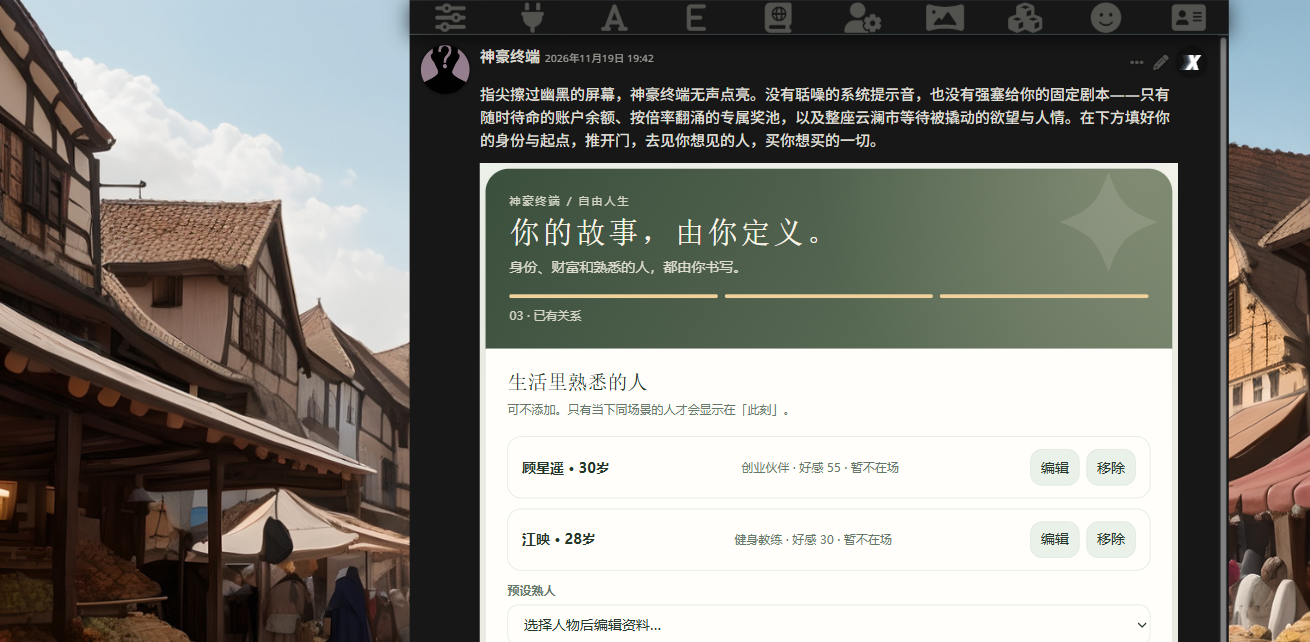 神豪终端 2026年11月19日 19:42
指尖擦过幽黑的屏幕，神豪终端无声点亮。没有聒噪的系统提示音，也没有强塞给你的固定剧本——只有
随时待命的账户余额、按倍率翻涌的专属奖池，以及整座云澜市等待被撬动的欲望与人情。在下方填好你
的身份与起点，推开门，去见你想见的人，买你想买的一切。
神豪终端 / 自由人生
你的故事，由你定义。
身份、财富和熟悉的人，都由你书写。
03 · 已有关系
生活里熟悉的人
可不添加。只有当下同场景的人才会显示在「此刻」。
顾星遥 • 30岁 创业伙伴 · 好感 55 · 暂不在场 编辑 移除
江映 • 28岁 健身教练 · 好感 30 · 暂不在场 编辑 移除
预设熟人
选择人物后编辑资料...